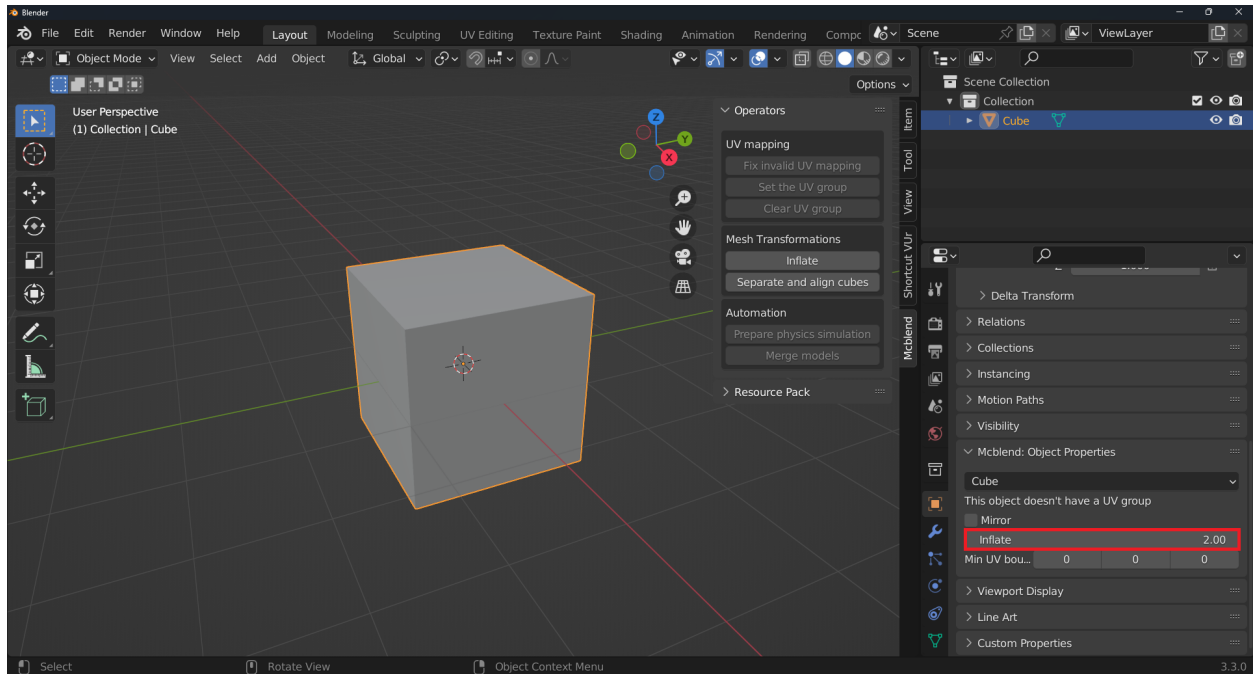 Blender
File Edit Render Window Help Layout Modeling Sculpting UV Editing Texture Paint Shading Animation Rendering Compc Scene ViewLayer
Object Mode View Select Add Object Global
Options
User Perspective
(1) Collection | Cube
Z
Y
X
Operators
UV mapping
Fix invalid UV mapping
Set the UV group
Clear UV group
Mesh Transformations
Inflate
Separate and align cubes
Automation
Prepare physics simulation
Merge models
Resource Pack
Item
Tool
View
Shortcut VUr
Mcblend
Scene Collection
Collection
Cube
Delta Transform
Relations
Collections
Instancing
Motion Paths
Visibility
Mcblend: Object Properties
Cube
This object doesn't have a UV group
Mirror
Inflate 2.00
Min UV bou... 0 0 0
Viewport Display
Line Art
Custom Properties
Select Rotate View Object Context Menu 3.3.0